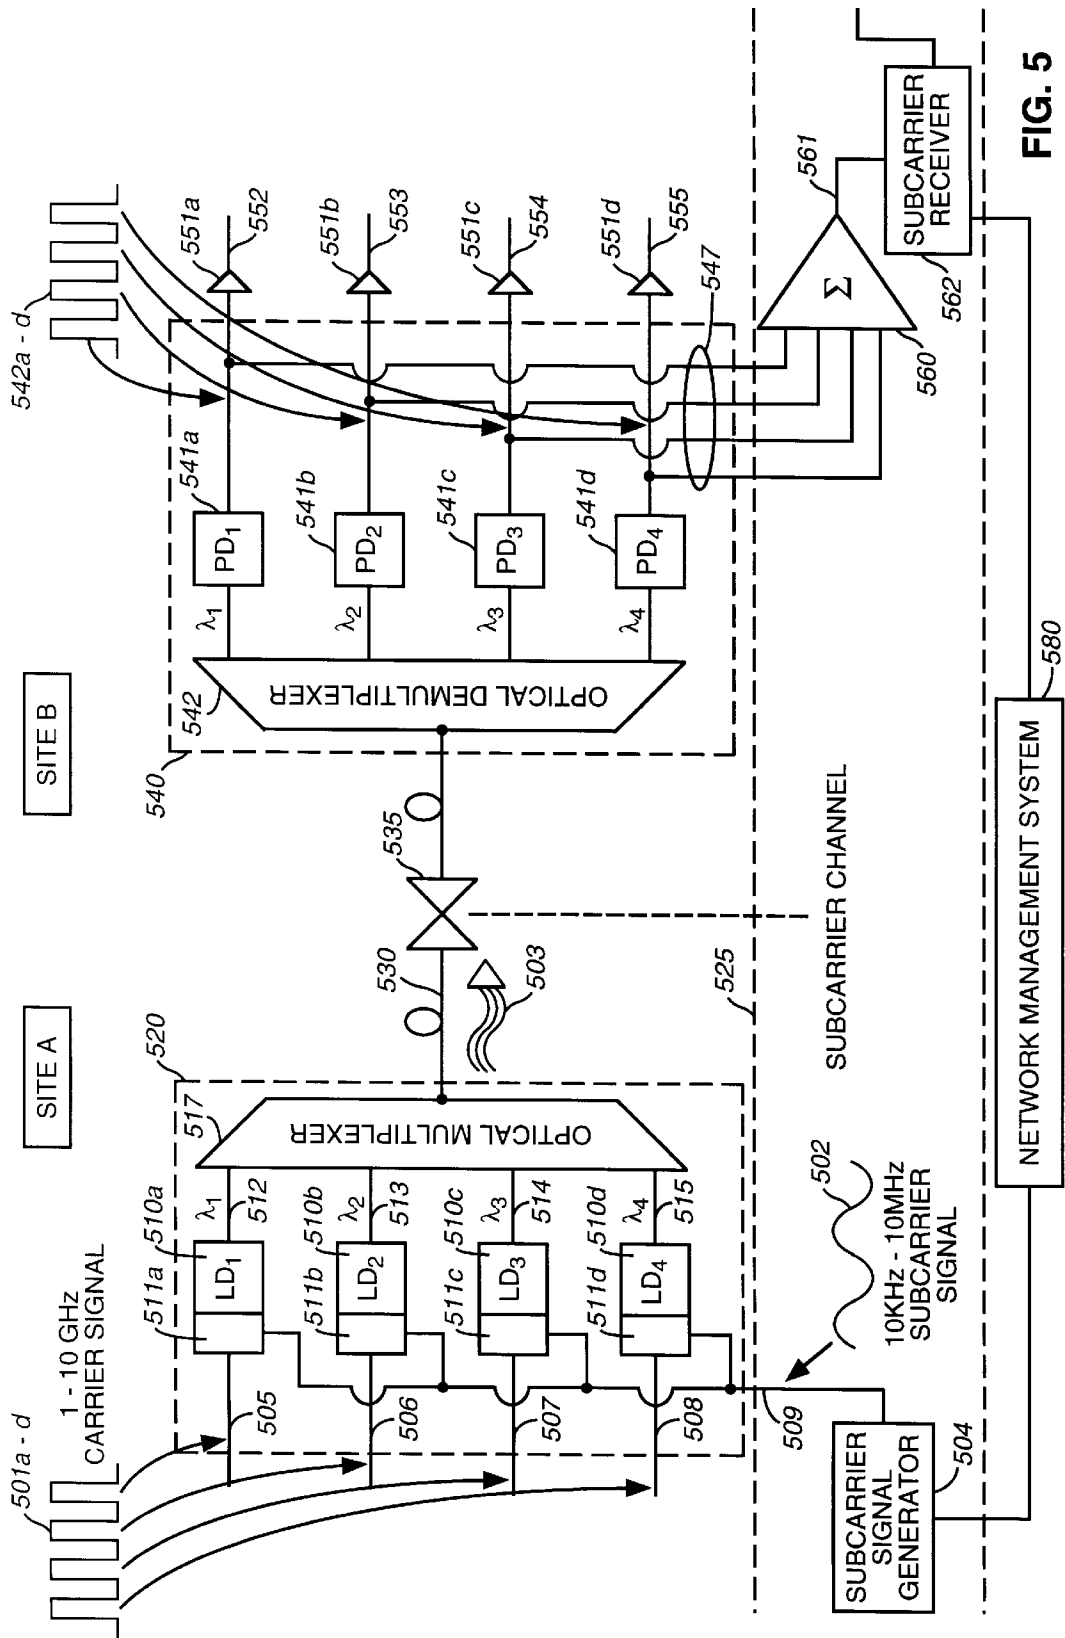 501a - d
1 - 10 GHz
CARRIER SIGNAL
SITE A
SITE B
542a - d
520
511a
510a
LD1
λ1
512
505
511b
510b
LD2
λ2
513
506
511c
510c
LD3
λ3
514
507
511d
510d
LD4
λ4
515
508
517
OPTICAL MULTIPLEXER
530
503
535
540
542
OPTICAL DEMULTIPLEXER
λ1
PD1
541a
551a
552
λ2
PD2
541b
551b
553
λ3
PD3
541c
551c
554
λ4
PD4
541d
551d
555
547
525
SUBCARRIER CHANNEL
509
502
10KHz - 10MHz
SUBCARRIER
SIGNAL
SUBCARRIER
SIGNAL
GENERATOR
504
Σ
560
561
SUBCARRIER
RECEIVER
562
NETWORK MANAGEMENT SYSTEM
580
FIG. 5